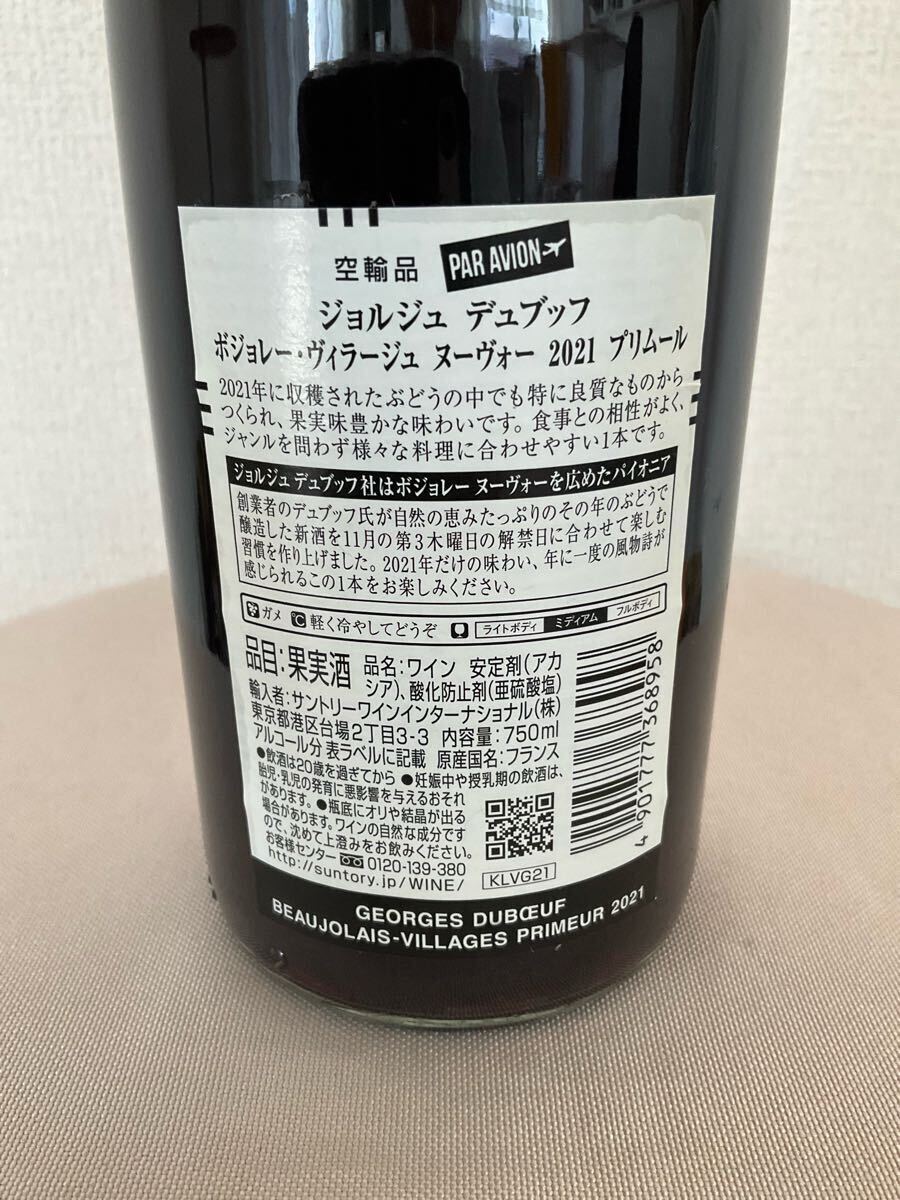 空輸品 PAR AVION
ジョルジュ デュブッフ
ボジョレー・ヴィラージュ ヌーヴォー 2021 プリムール
2021年に収穫されたぶどうの中でも特に良質なものから
つくられ、果実味豊かな味わいです。食事との相性がよく、
ジャンルを問わず様々な料理に合わせやすい1本です。
ジョルジュ デュブッフ社はボジョレー ヌーヴォーを広めたパイオニア
創業者のデュブッフ氏が自然の恵みたっぷりのその年のぶどうで
醸造した新酒を11月の第3木曜日の解禁日に合わせて楽しむ
習慣を作り上げました。2021年だけの味わい、年に一度の風物詩が
感じられるこの1本をお楽しみください。
ガメ ℃ 軽く冷やしてどうぞ ライトボディ ミディアム フルボディ
品目:果実酒 品名:ワイン 安定剤(アカ
シア)、酸化防止剤(亜硫酸塩)
輸入者:サントリーワインインターナショナル(株)
東京都港区台場2丁目3-3 内容量:750ml
アルコール分 表ラベルに記載 原産国名:フランス
●飲酒は20歳を過ぎてから ●妊娠中や授乳期の飲酒は、
胎児・乳児の発育に悪影響を与えるおそれ
があります。●瓶底にオリや結晶が出る
場合があります。ワインの自然な成分です
ので、沈めて上澄みをお飲みください。
お客様センター 0120-139-380
http://suntory.jp/WINE/ KLVG21
4 901777 368958
GEORGES DUBŒUF
BEAUJOLAIS-VILLAGES PRIMEUR 2021